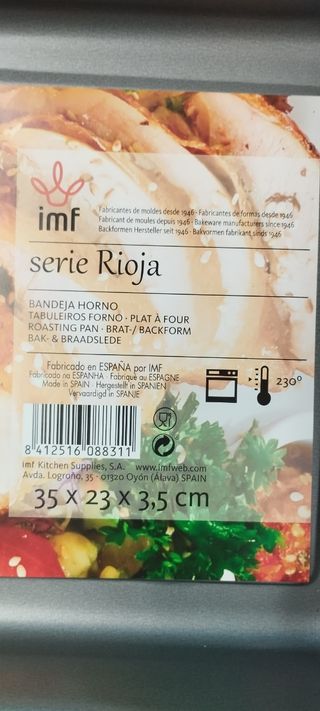 imf
Fabricantes de moldes desde 1946 · Fabricantes de formas desde 1946
Fabricant de moules depuis 1946 · Bakeware manufacturers since 1946
Backformen Hersteller seit 1946 · Bakvormen fabrikant sinds 1946
serie Rioja
BANDEJA HORNO
TABULEIROS FORNO · PLAT À FOUR
ROASTING PAN · BRAT-/ BACKFORM
BAK- & BRAADSLEDE
Fabricado en ESPAÑA por IMF
Fabricado na ESPANHA · Fabriqué au ESPAGNE
Made in SPAIN · Hergestellt in SPANIEN
Vervaardigd in SPANJE
230º
8 412516 088311
imf Kitchen Supplies, S.A. www.imfweb.com
Avda. Logroño, 35 · 01320 Oyón (Álava) SPAIN
35 x 23 x 3,5 cm